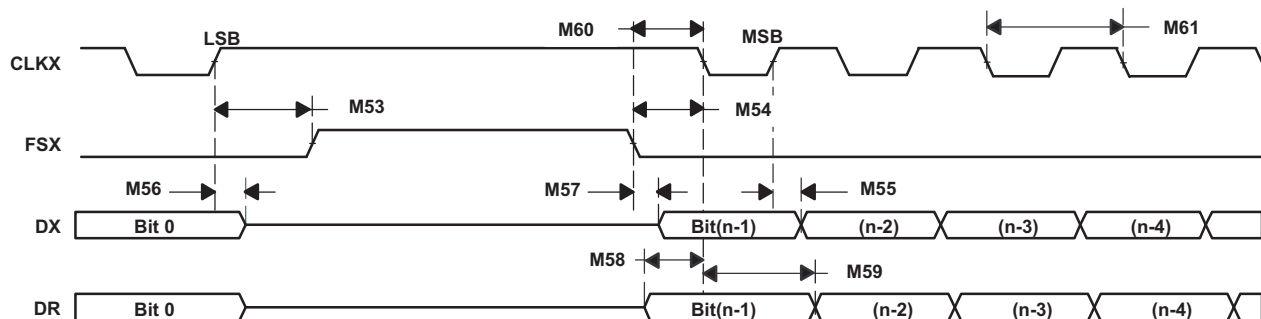 M60
LSB
MSB
M61
CLKX
M53
M54
FSX
M56
M57
M55
DX Bit 0 Bit(n-1) (n-2) (n-3) (n-4)
M58
M59
DR Bit 0 Bit(n-1) (n-2) (n-3) (n-4)